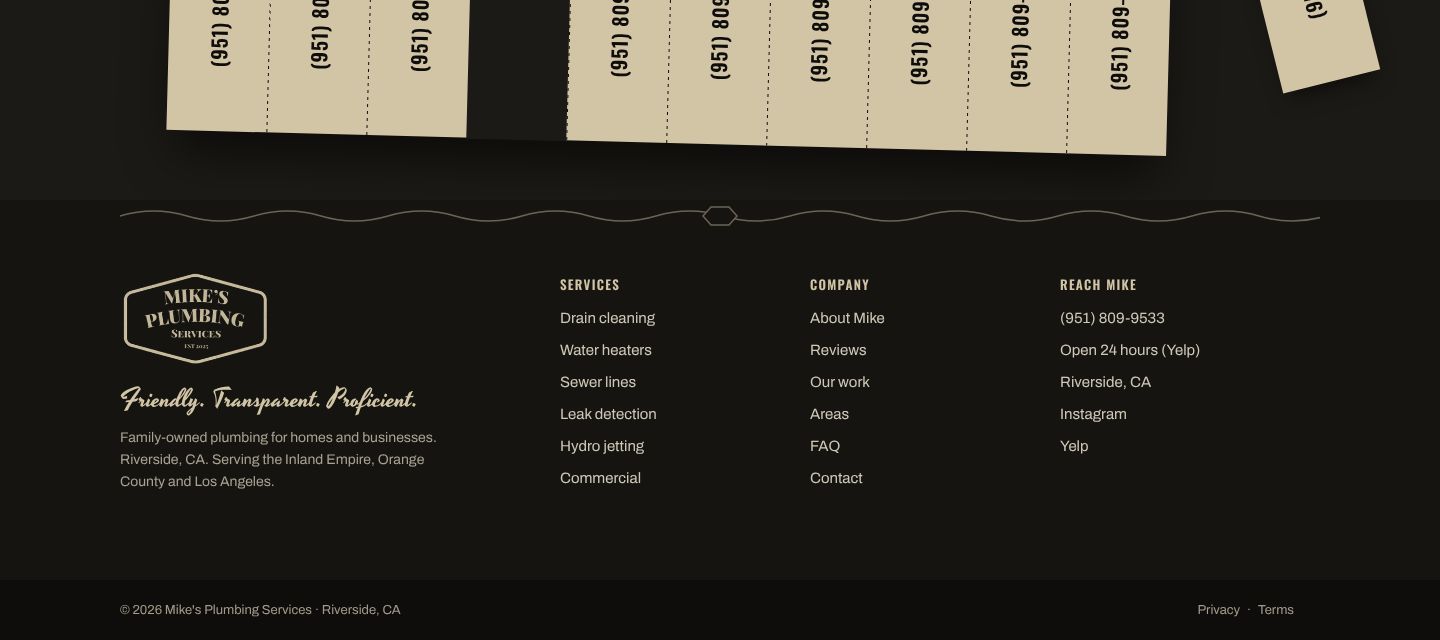 (951) 80
(951) 80
(951) 80
(951) 809
(951) 809
(951) 809
(951) 809
(951) 809-
(951) 809-
6)
MIKE'S
PLUMBING
SERVICES
EST 2025
Friendly. Transparent. Proficient.
Family-owned plumbing for homes and businesses.
Riverside, CA. Serving the Inland Empire, Orange
County and Los Angeles.
SERVICES
Drain cleaning
Water heaters
Sewer lines
Leak detection
Hydro jetting
Commercial
COMPANY
About Mike
Reviews
Our work
Areas
FAQ
Contact
REACH MIKE
(951) 809-9533
Open 24 hours (Yelp)
Riverside, CA
Instagram
Yelp
© 2026 Mike's Plumbing Services · Riverside, CA
Privacy · Terms